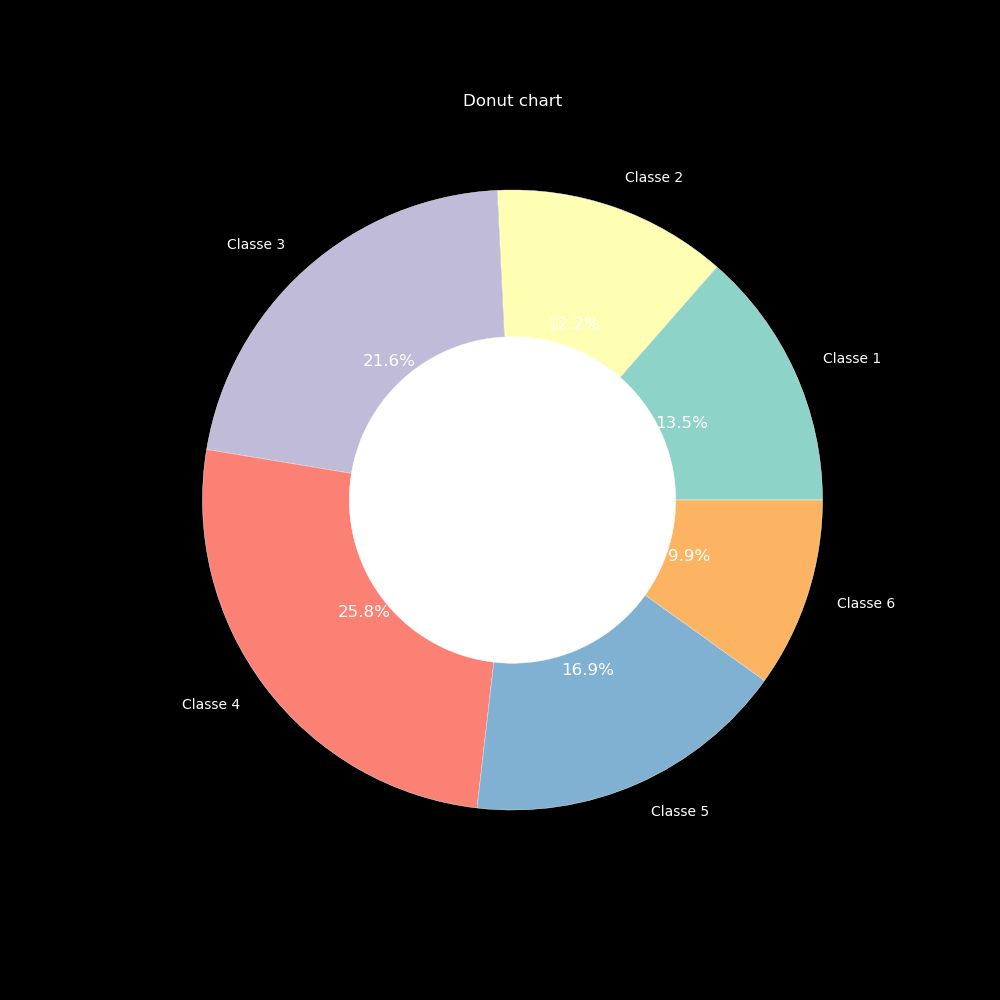 Donut chart
Classe 2
Classe 3
12.2%
21.6%
Classe 1
13.5%
9.9%
Classe 6
25.8%
16.9%
Classe 4
Classe 5